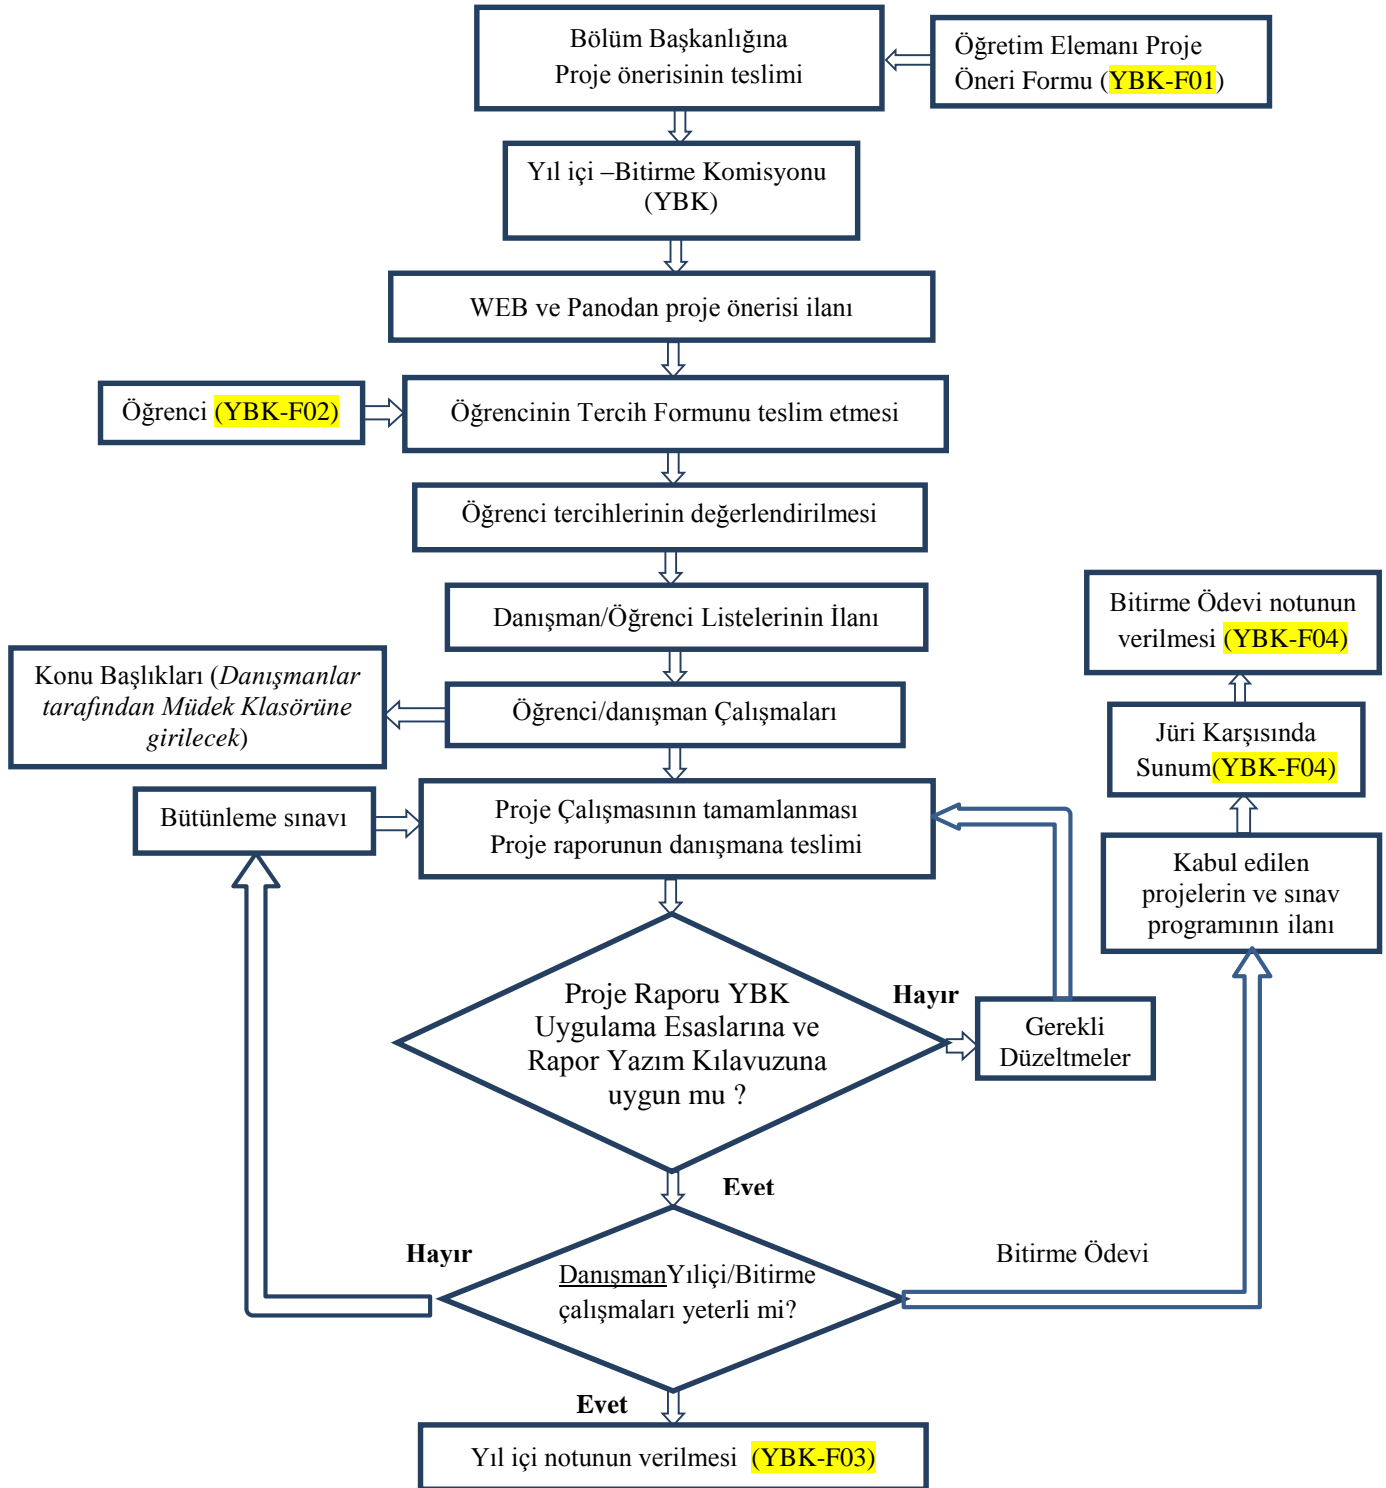 Bölüm Başkanlığına
Proje önerisinin teslimi
Öğretim Elemanı Proje
Öneri Formu (YBK-F01)
Yıl içi –Bitirme Komisyonu
(YBK)
WEB ve Panodan proje önerisi ilanı
Öğrenci (YBK-F02)
Öğrencinin Tercih Formunu teslim etmesi
Öğrenci tercihlerinin değerlendirilmesi
Danışman/Öğrenci Listelerinin İlanı
Bitirme Ödevi notunun
verilmesi (YBK-F04)
Konu Başlıkları (Danışmanlar
tarafından Müdek Klasörüne
girilecek)
Öğrenci/danışman Çalışmaları
Jüri Karşısında
Sunum(YBK-F04)
Bütünleme sınavı
Proje Çalışmasının tamamlanması
Proje raporunun danışmana teslimi
Kabul edilen
projelerin ve sınav
programının ilanı
Proje Raporu YBK
Uygulama Esaslarına ve
Rapor Yazım Kılavuzuna
uygun mu ?
Hayır
Gerekli
Düzeltmeler
Evet
Hayır
Danışman Yıliçi/Bitirme
çalışmaları yeterli mi?
Bitirme Ödevi
Evet
Yıl içi notunun verilmesi (YBK-F03)